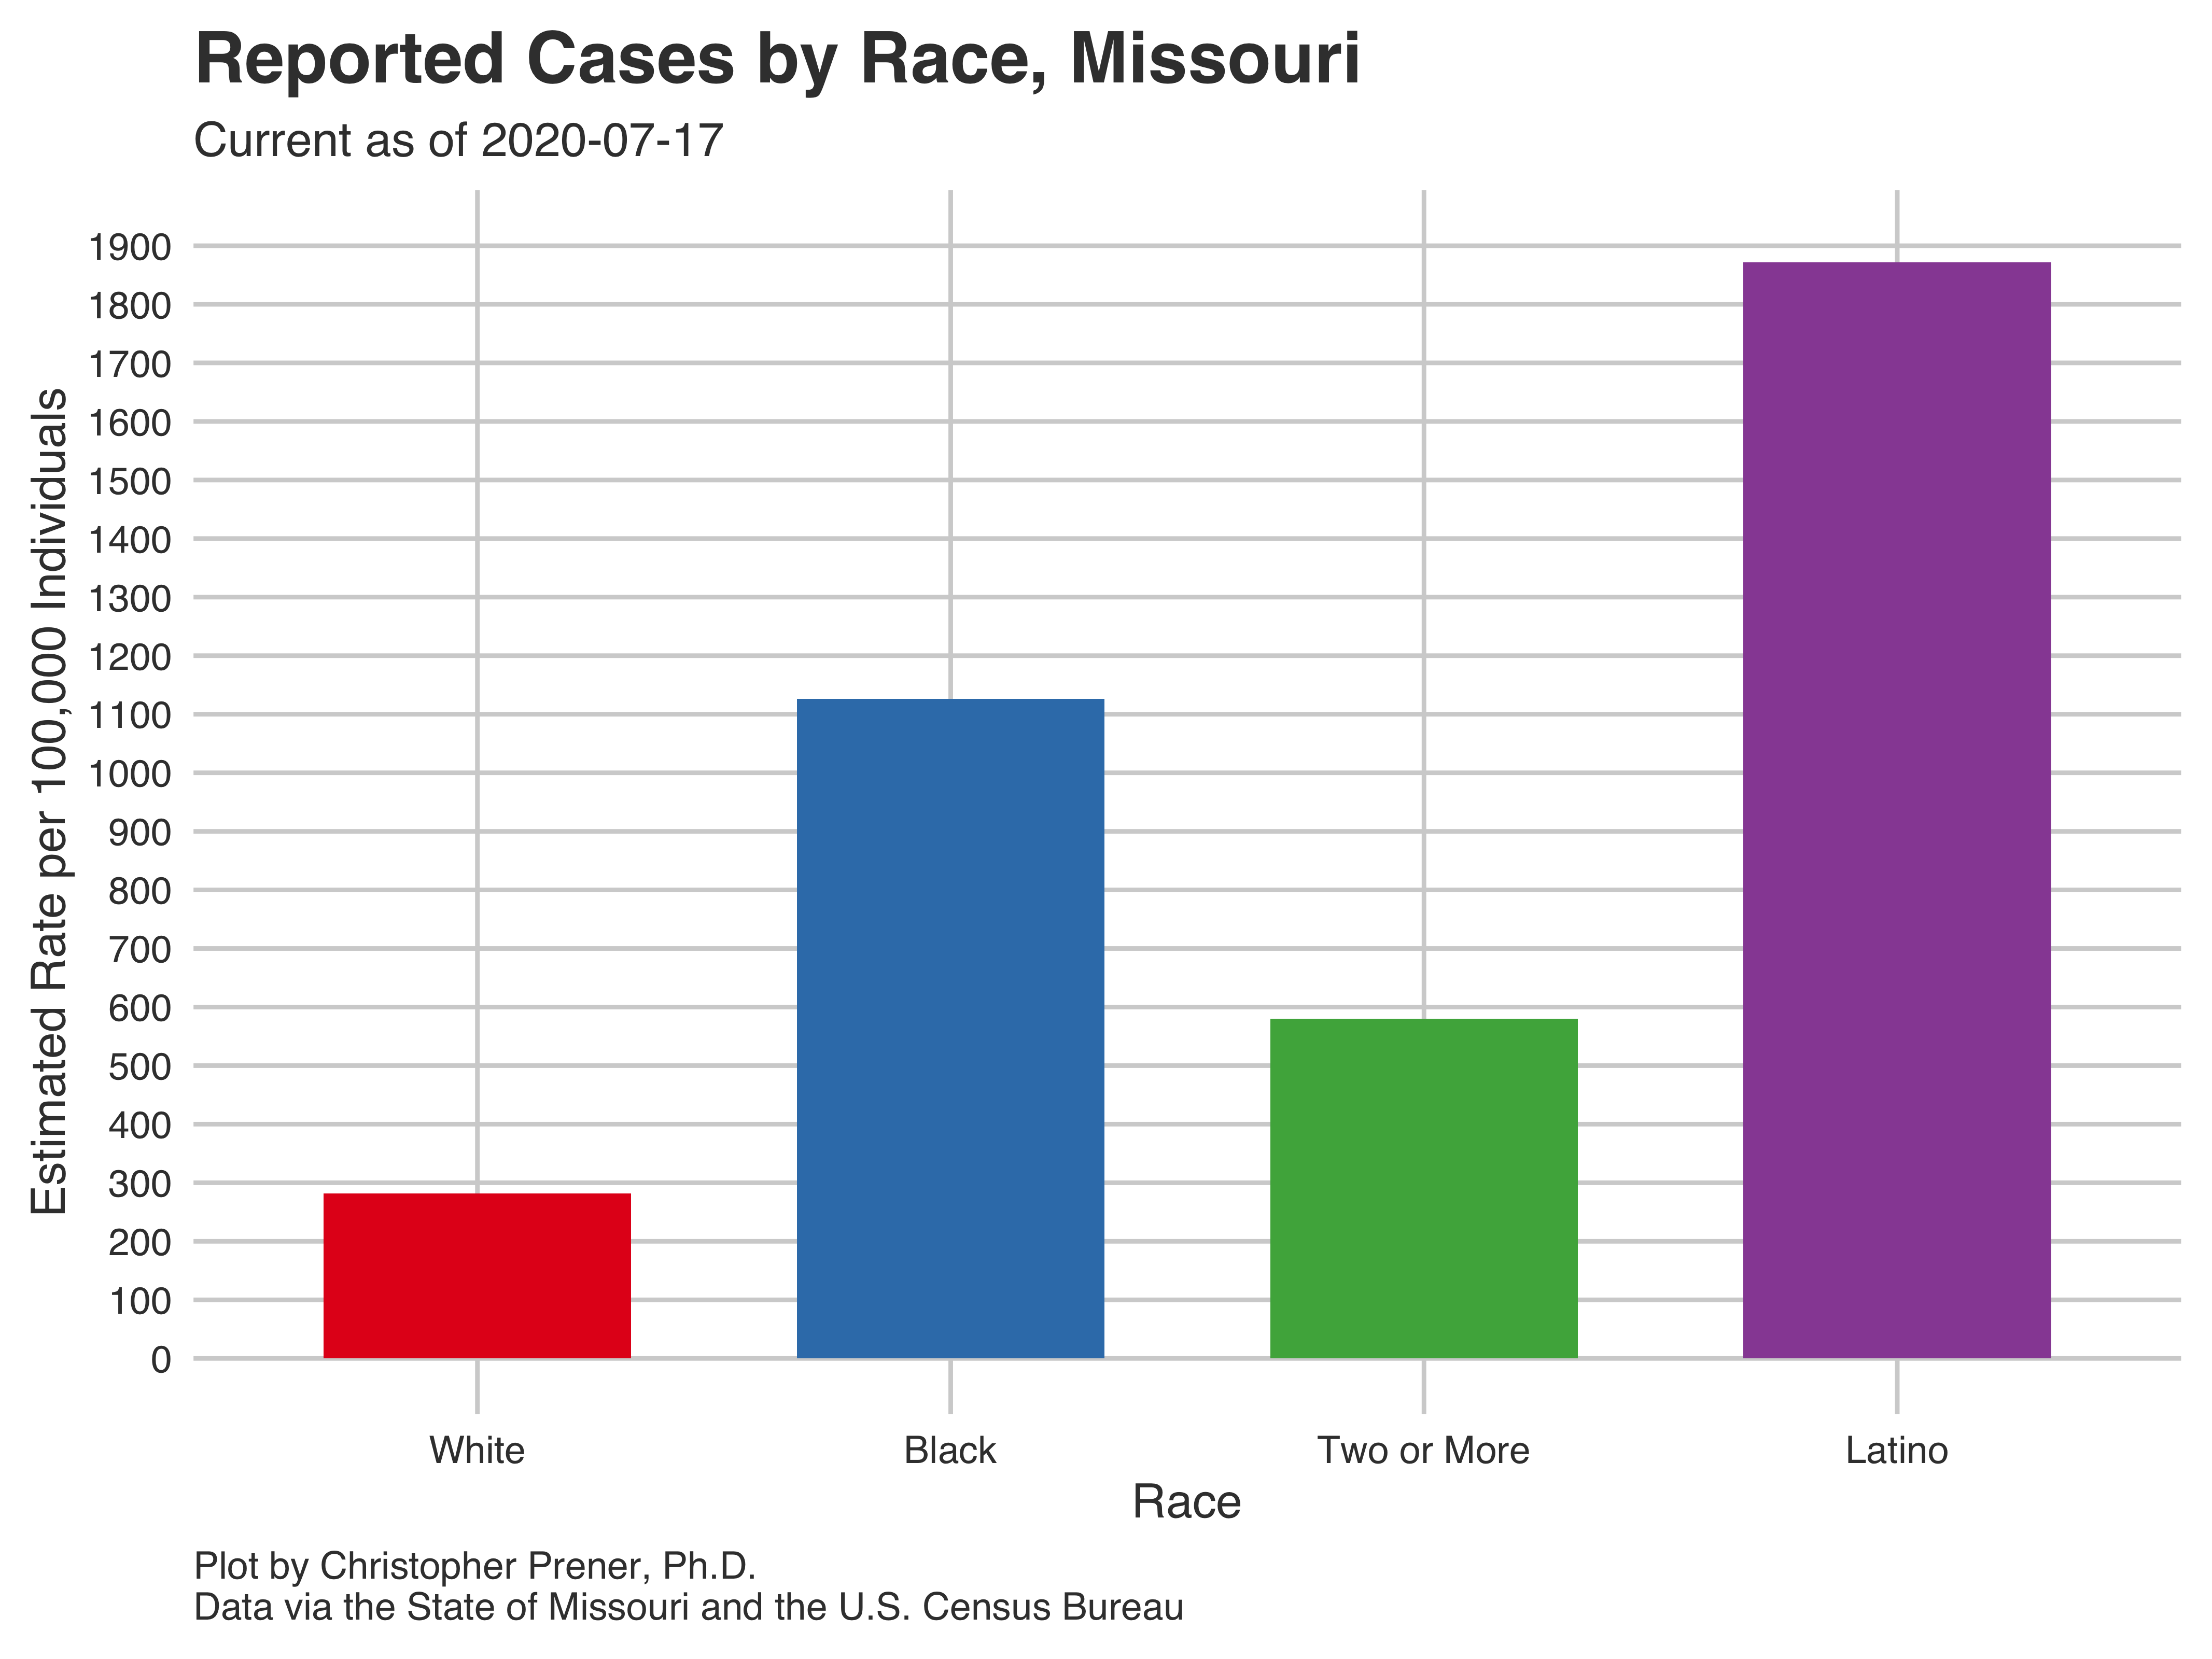 Reported Cases by Race, Missouri
Current as of 2020-07-17
Estimated Rate per 100,000 Individuals
1900
1800
1700
1600
1500
1400
1300
1200
1100
1000
900
800
700
600
500
400
300
200
100
0
White Black Two or More Latino
Race
Plot by Christopher Prener, Ph.D.
Data via the State of Missouri and the U.S. Census Bureau